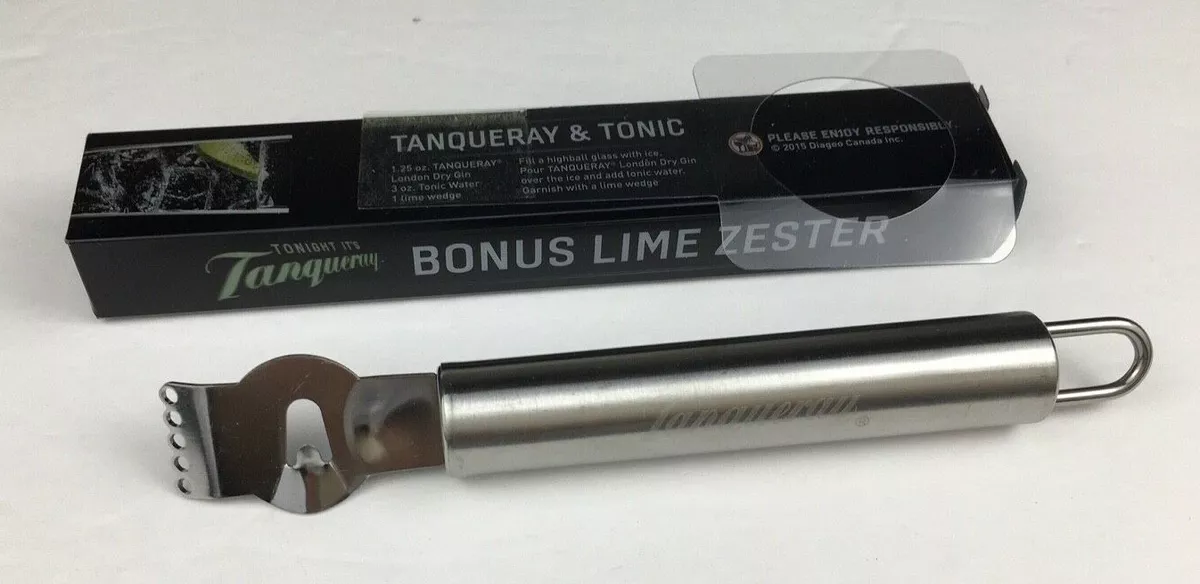 TANQUERAY & TONIC
1.25 oz. TANQUERAY®
London Dry Gin
3 oz. Tonic Water
1 lime wedge
Fill a highball glass with ice.
Pour TANQUERAY® London Dry Gin
over the ice and add tonic water.
Garnish with a lime wedge
PLEASE ENJOY RESPONSIBLY.
© 2015 Diageo Canada Inc.
TONIGHT IT'S
Tanqueray
BONUS LIME ZESTER
Tanqueray ®